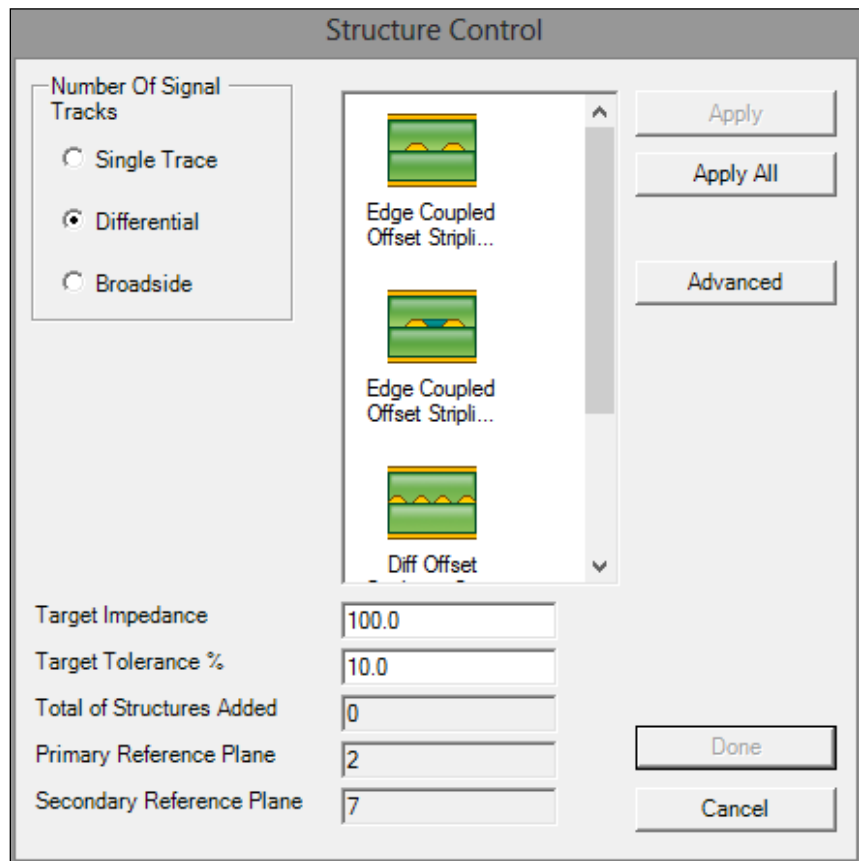 Structure Control
Number Of Signal
Tracks
Single Trace
Differential
Broadside
Edge Coupled
Offset Stripli...
Edge Coupled
Offset Stripli...
Diff Offset
Apply
Apply All
Advanced
Target Impedance
100.0
Target Tolerance %
10.0
Total of Structures Added
0
Primary Reference Plane
2
Secondary Reference Plane
7
Done
Cancel